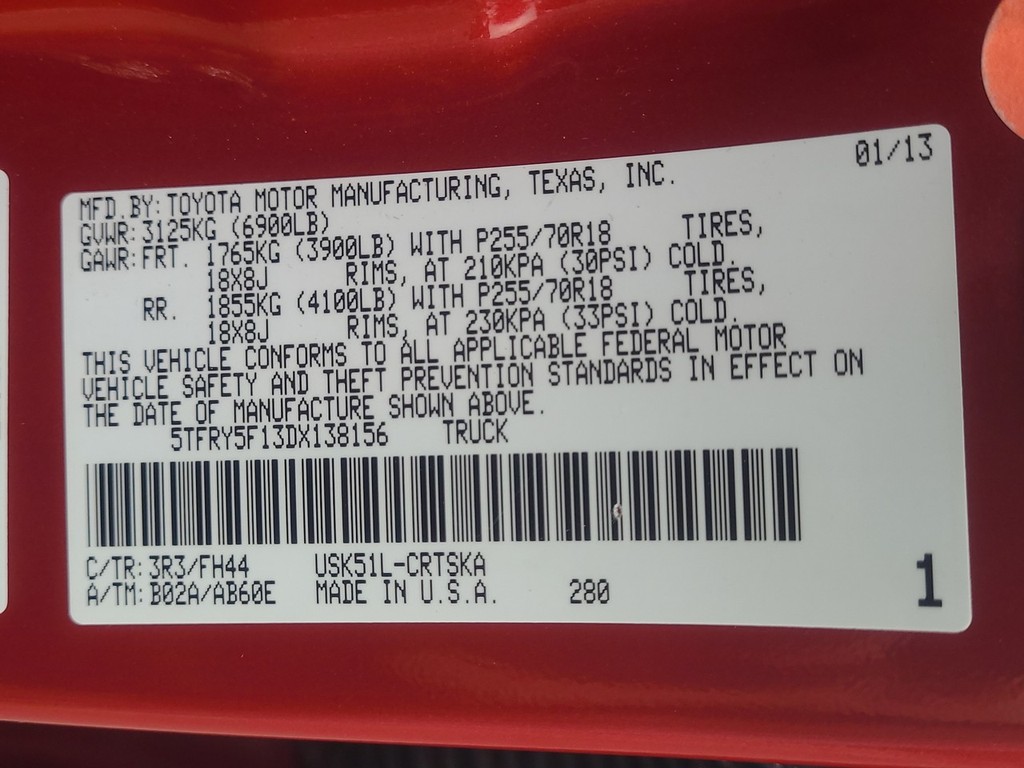 01/13
MFD.BY: TOYOTA MOTOR MANUFACTURING, TEXAS, INC.
GVWR: 3125KG (6900LB)
GAWR: FRT. 1765KG (3900LB) WITH P255/70R18 TIRES,
18X8J RIMS, AT 210KPA (30PSI) COLD.
RR. 1855KG (4100LB) WITH P255/70R18 TIRES,
18X8J RIMS, AT 230KPA (33PSI) COLD.
THIS VEHICLE CONFORMS TO ALL APPLICABLE FEDERAL MOTOR
VEHICLE SAFETY AND THEFT PREVENTION STANDARDS IN EFFECT ON
THE DATE OF MANUFACTURE SHOWN ABOVE.
5TFRY5F13DX138156 TRUCK
C/TR: 3R3/FH44 USK51L-CRTSKA
A/TM: B02A/AB60E MADE IN U.S.A. 280
1